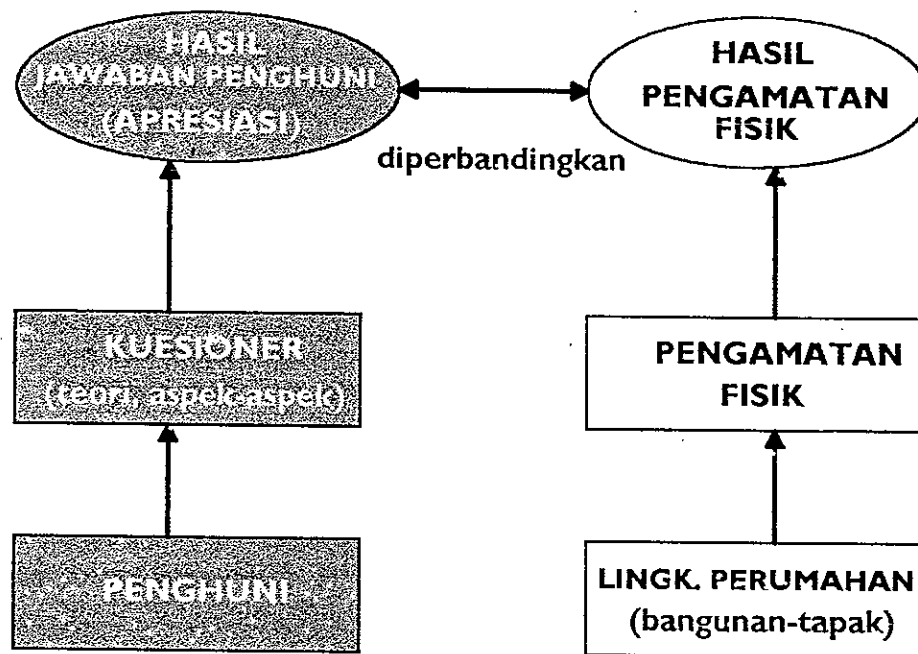 HASIL
JAWABAN PENGHUNI
(APRESIASI)
HASIL
PENGAMATAN
FISIK
diperbandingkan
KUESIONER
(teori, aspek-aspek)
PENGAMATAN
FISIK
PENGHUNI
LINGK. PERUMAHAN
(bangunan-tapak)